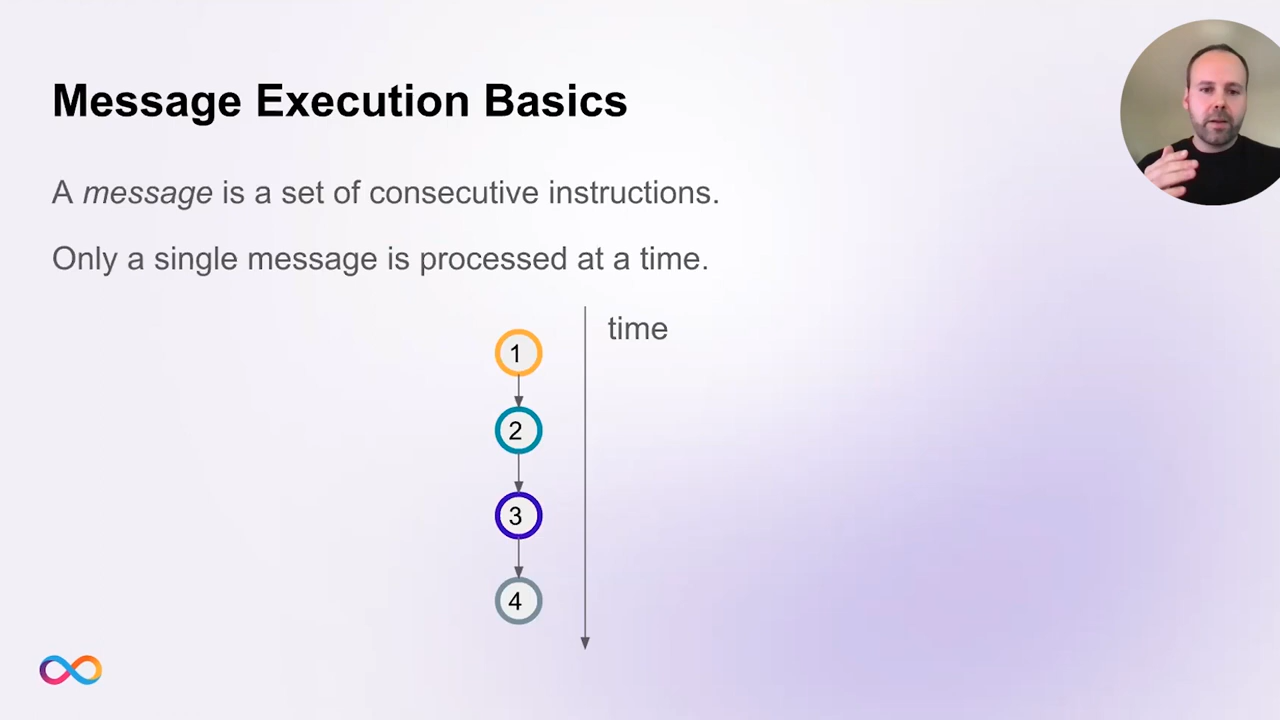 Message Execution Basics
A message is a set of consecutive instructions.
Only a single message is processed at a time.
time
1
2
3
4